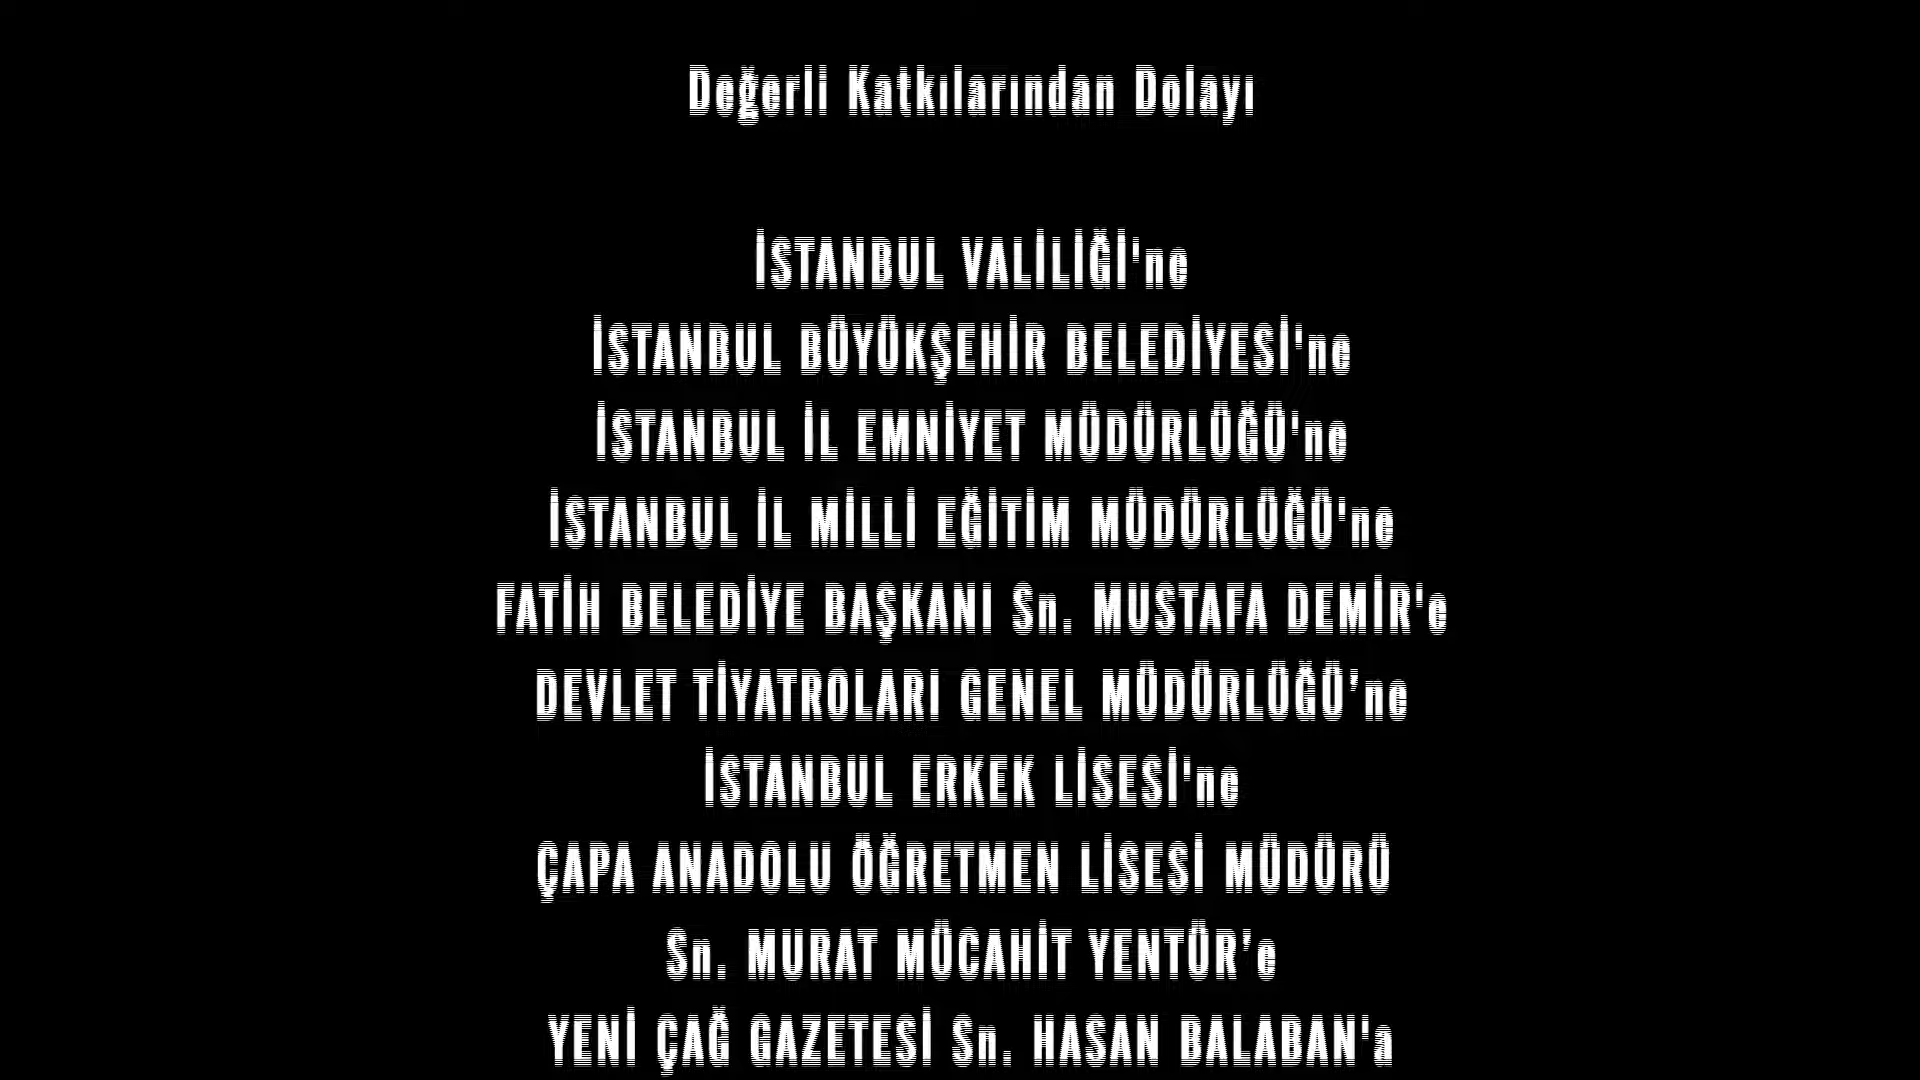 Değerli Katkılarından Dolayı
İSTANBUL VALİLİĞİ'ne
İSTANBUL BÜYÜKŞEHİR BELEDİYESİ'ne
İSTANBUL İL EMNİYET MÜDÜRLÜĞÜ'ne
İSTANBUL İL MİLLİ EĞİTİM MÜDÜRLÜĞÜ'ne
FATİH BELEDİYE BAŞKANI Sn. MUSTAFA DEMİR'e
DEVLET TİYATROLARI GENEL MÜDÜRLÜĞÜ’ne
İSTANBUL ERKEK LİSESİ'ne
ÇAPA ANADOLU ÖĞRETMEN LİSESİ MÜDÜRÜ
Sn. MURAT MÜCAHİT YENTÜR’e
YENİ ÇAĞ GAZETESİ Sn. HASAN BALABAN'a